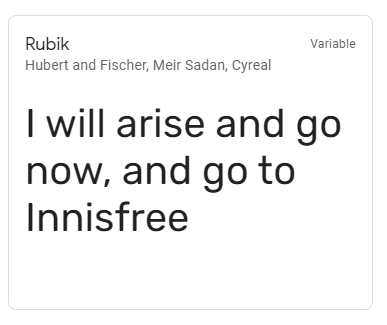 Rubik
Variable
Hubert and Fischer, Meir Sadan, Cyreal
I will arise and go
now, and go to
Innisfree